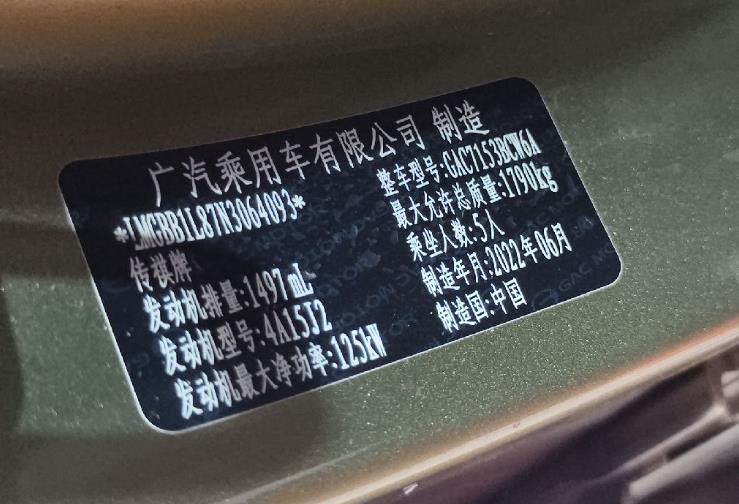 广汽乘用车有限公司 制造
*LMCBB1L87N3064093*
传祺牌
发动机排量:1497mL
发动机型号:4A15J2
发动机最大净功率:125kW
整车型号:GAC7153BCW6A
最大允许总质量:1790kg
乘坐人数:5人
制造年月:2022年06月
制造国:中国
GAC MOTOR